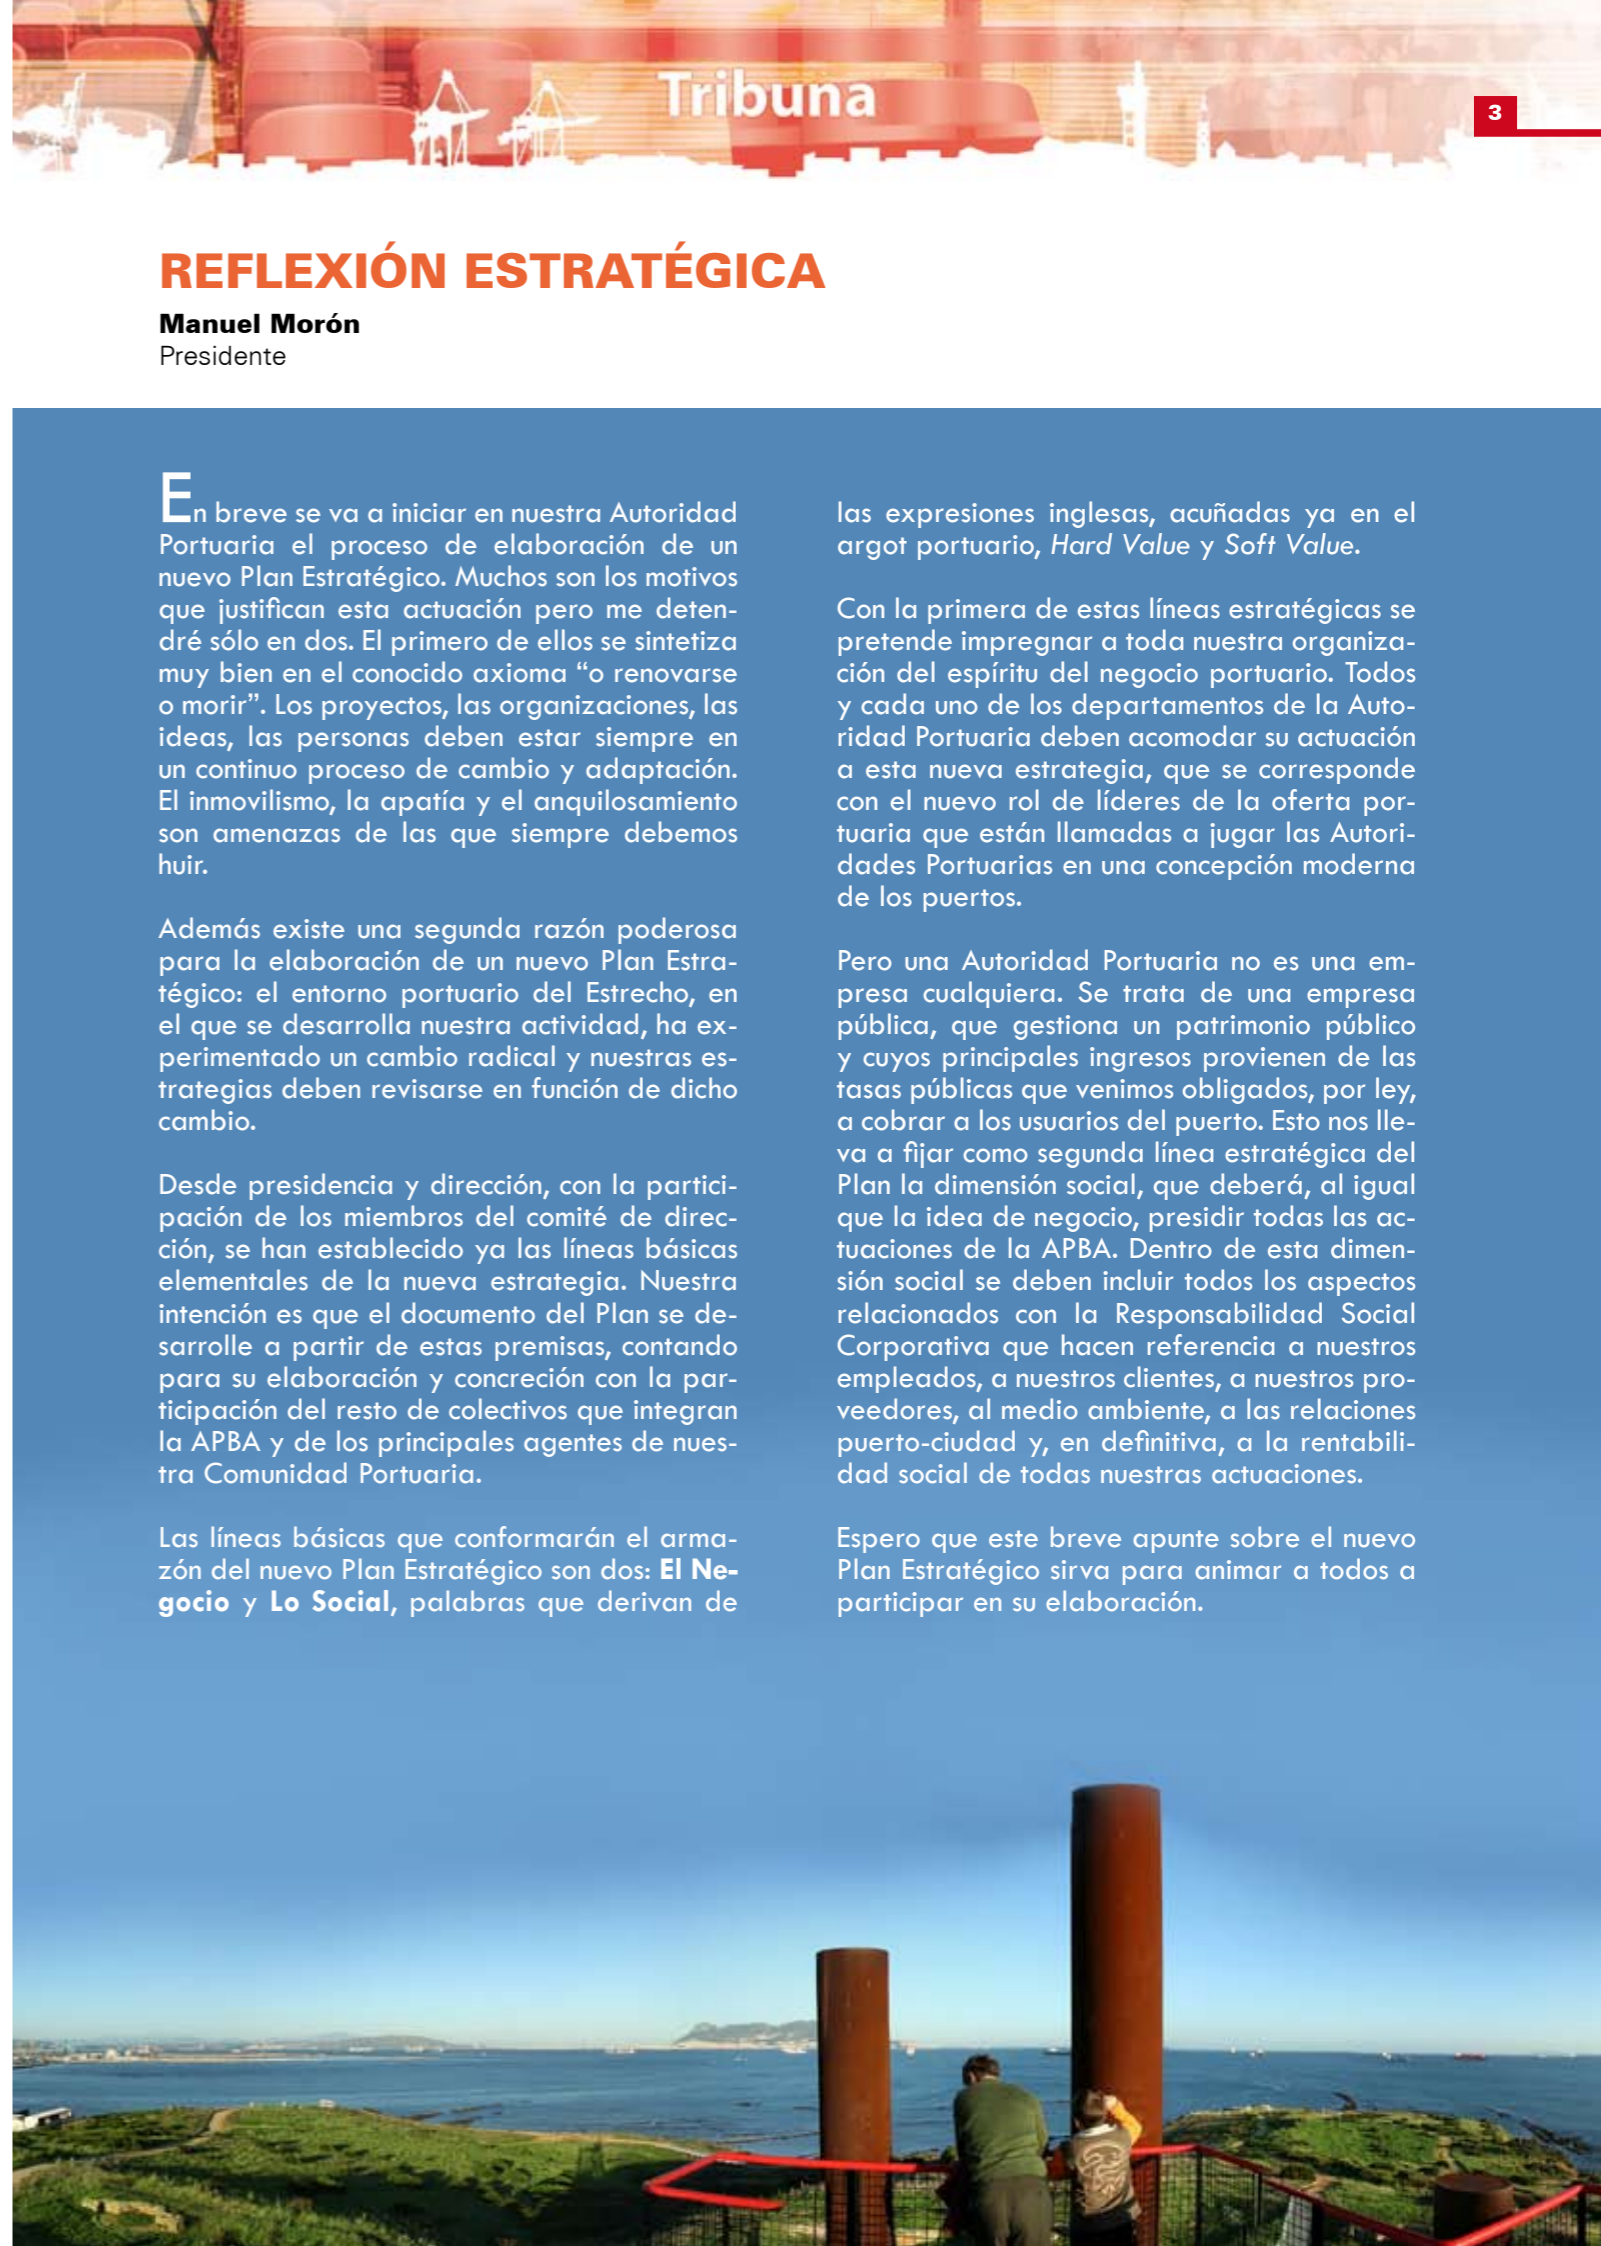 Tribuna
3
REFLEXIÓN ESTRATÉGICA
Manuel Morón
Presidente
En breve se va a iniciar en nuestra Autoridad
Portuaria el proceso de elaboración de un
nuevo Plan Estratégico. Muchos son los motivos
que justifican esta actuación pero me deten-
dré sólo en dos. El primero de ellos se sintetiza
muy bien en el conocido axioma “o renovarse
o morir”. Los proyectos, las organizaciones, las
ideas, las personas deben estar siempre en
un continuo proceso de cambio y adaptación.
El inmovilismo, la apatía y el anquilosamiento
son amenazas de las que siempre debemos
huir.
Además existe una segunda razón poderosa
para la elaboración de un nuevo Plan Estra-
tégico: el entorno portuario del Estrecho, en
el que se desarrolla nuestra actividad, ha ex-
perimentado un cambio radical y nuestras es-
trategias deben revisarse en función de dicho
cambio.
Desde presidencia y dirección, con la partici-
pación de los miembros del comité de direc-
ción, se han establecido ya las líneas básicas
elementales de la nueva estrategia. Nuestra
intención es que el documento del Plan se de-
sarrolle a partir de estas premisas, contando
para su elaboración y concreción con la par-
ticipación del resto de colectivos que integran
la APBA y de los principales agentes de nues-
tra Comunidad Portuaria.
Las líneas básicas que conformarán el arma-
zón del nuevo Plan Estratégico son dos: El Ne-
gocio y Lo Social, palabras que derivan de
las expresiones inglesas, acuñadas ya en el
argot portuario, Hard Value y Soft Value.
Con la primera de estas líneas estratégicas se
pretende impregnar a toda nuestra organiza-
ción del espíritu del negocio portuario. Todos
y cada uno de los departamentos de la Auto-
ridad Portuaria deben acomodar su actuación
a esta nueva estrategia, que se corresponde
con el nuevo rol de líderes de la oferta por-
tuaria que están llamadas a jugar las Autori-
dades Portuarias en una concepción moderna
de los puertos.
Pero una Autoridad Portuaria no es una em-
presa cualquiera. Se trata de una empresa
pública, que gestiona un patrimonio público
y cuyos principales ingresos provienen de las
tasas públicas que venimos obligados, por ley,
a cobrar a los usuarios del puerto. Esto nos lle-
va a fijar como segunda línea estratégica del
Plan la dimensión social, que deberá, al igual
que la idea de negocio, presidir todas las ac-
tuaciones de la APBA. Dentro de esta dimen-
sión social se deben incluir todos los aspectos
relacionados con la Responsabilidad Social
Corporativa que hacen referencia a nuestros
empleados, a nuestros clientes, a nuestros pro-
veedores, al medio ambiente, a las relaciones
puerto-ciudad y, en definitiva, a la rentabili-
dad social de todas nuestras actuaciones.
Espero que este breve apunte sobre el nuevo
Plan Estratégico sirva para animar a todos a
participar en su elaboración.